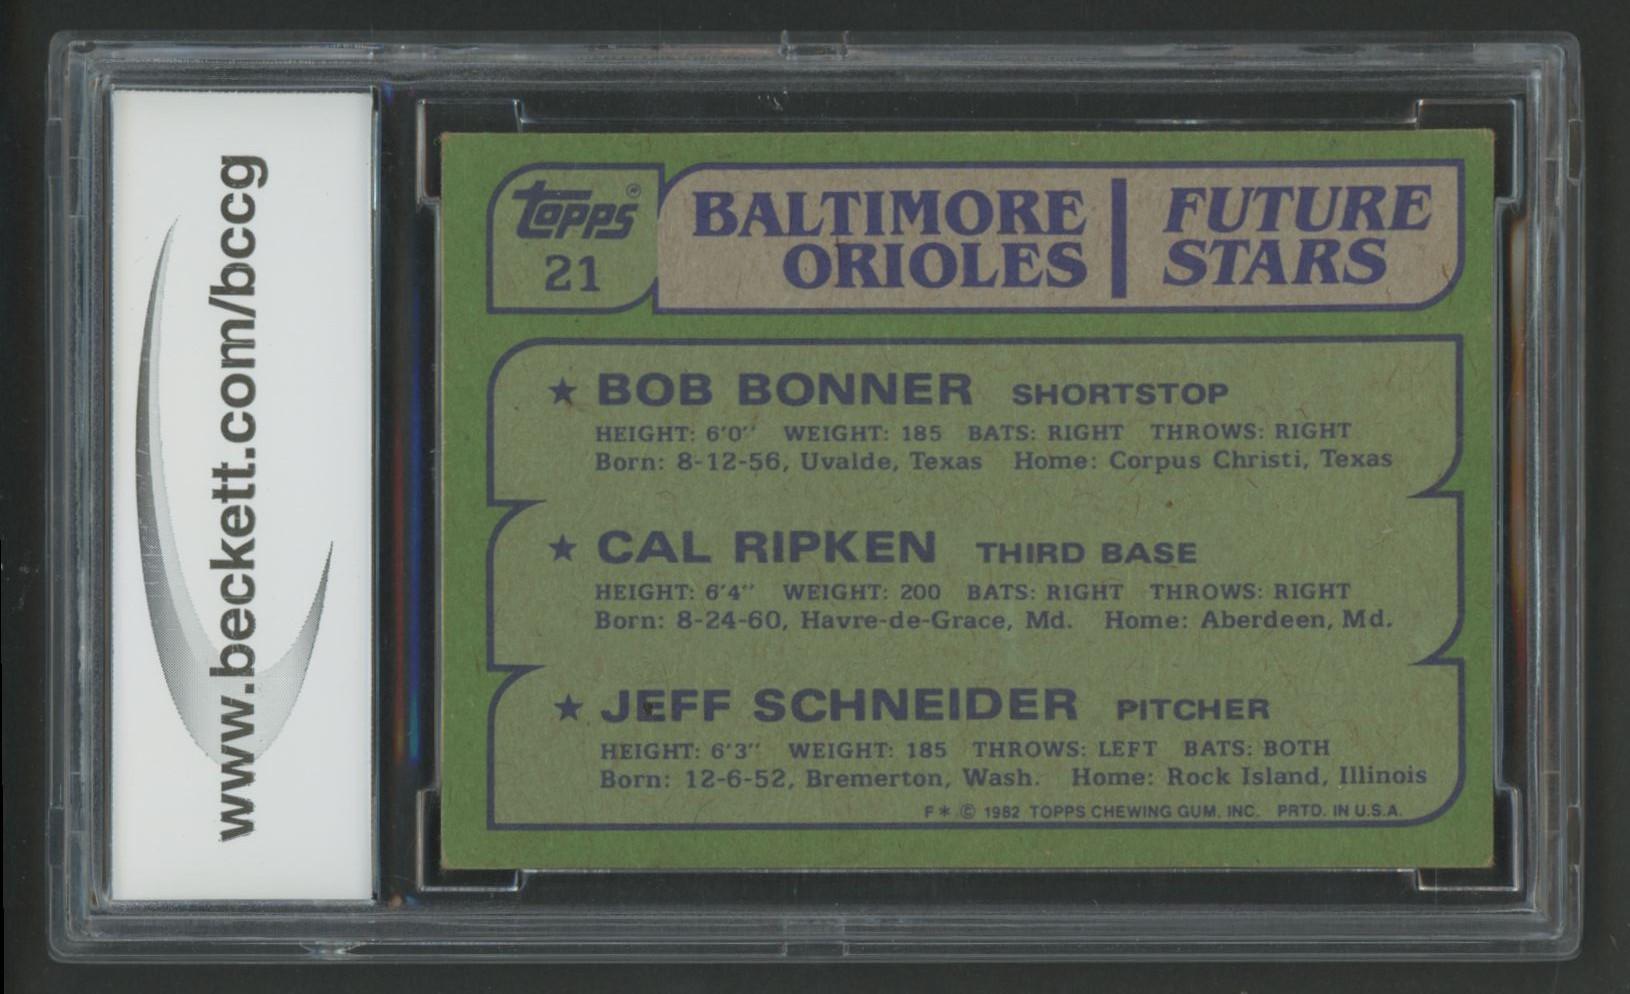 www.beckett.com/bccg
Topps®
21
BALTIMORE
ORIOLES
FUTURE
STARS
★ BOB BONNER SHORTSTOP
HEIGHT: 6'0" WEIGHT: 185 BATS: RIGHT THROWS: RIGHT
Born: 8-12-56, Uvalde, Texas Home: Corpus Christi, Texas
★ CAL RIPKEN THIRD BASE
HEIGHT: 6'4" WEIGHT: 200 BATS: RIGHT THROWS: RIGHT
Born: 8-24-60, Havre-de-Grace, Md. Home: Aberdeen, Md.
★ JEFF SCHNEIDER PITCHER
HEIGHT: 6'3" WEIGHT: 185 THROWS: LEFT BATS: BOTH
Born: 12-6-52, Bremerton, Wash. Home: Rock Island, Illinois
F* © 1982 TOPPS CHEWING GUM, INC. PRTD. IN U.S.A.